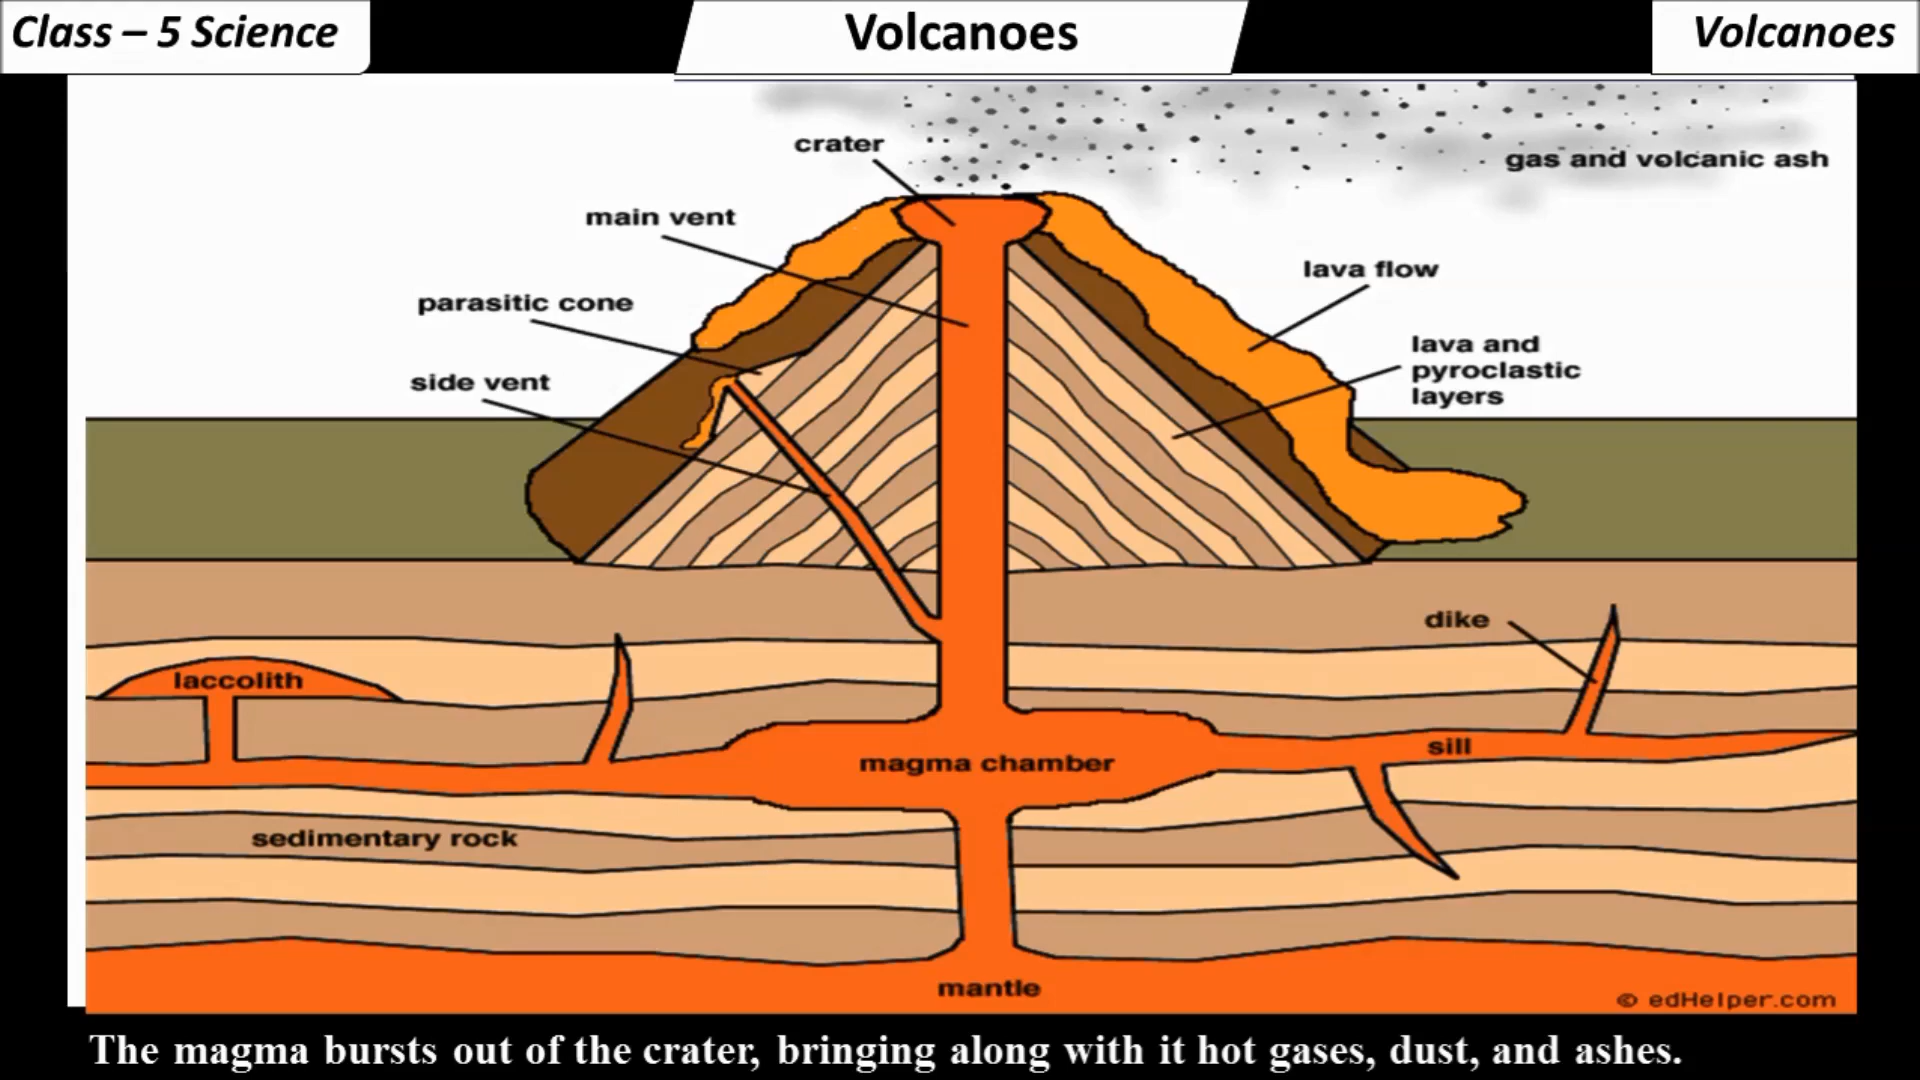 Class – 5 Science
Volcanoes
Volcanoes
crater
gas and volcanic ash
main vent
lava flow
parasitic cone
lava and
pyroclastic
layers
side vent
dike
laccolith
sill
magma chamber
sedimentary rock
mantle
© edHelper.com
The magma bursts out of the crater, bringing along with it hot gases, dust, and ashes.